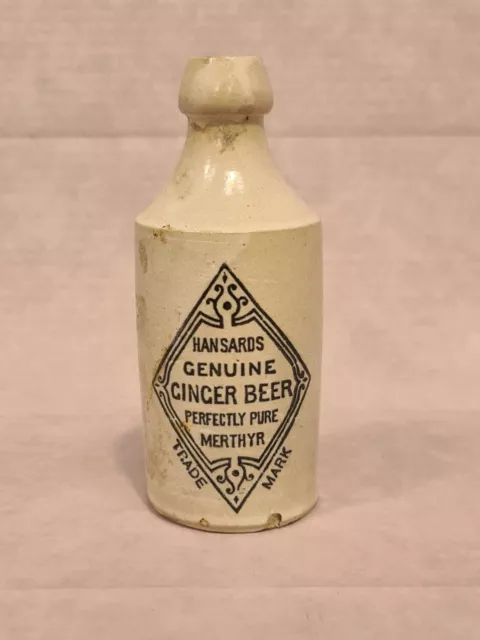 HANSARDS
GENUINE
GINGER BEER
PERFECTLY PURE
MERTHYR
TRADE MARK